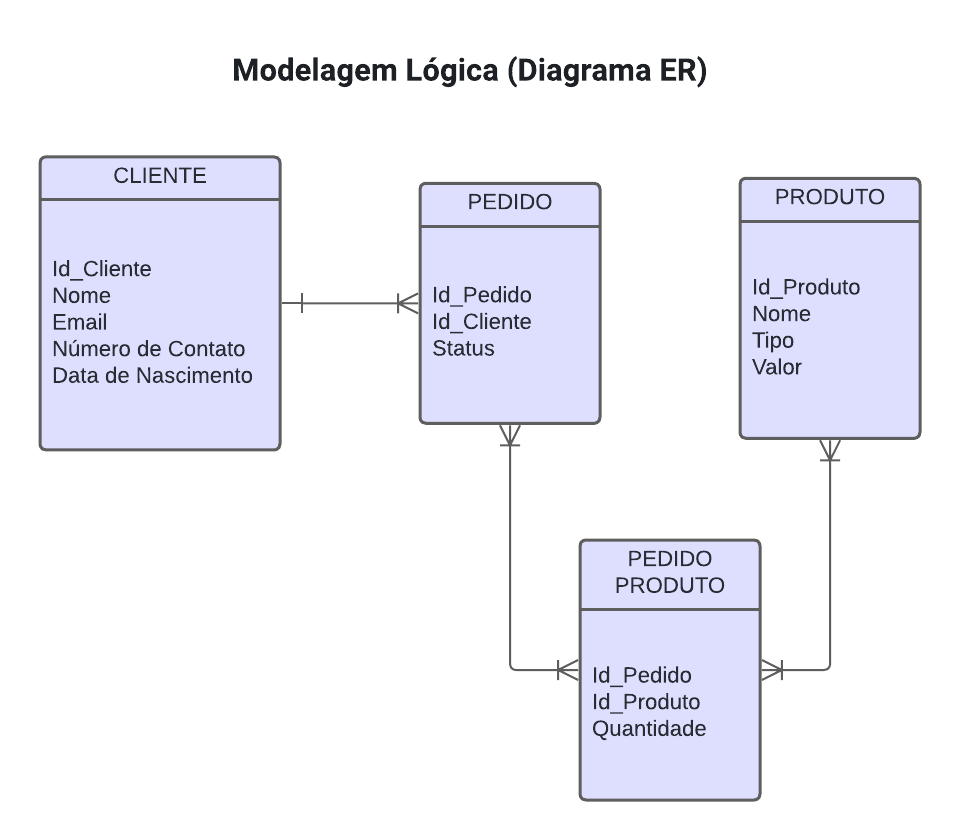 Modelagem Lógica (Diagrama ER)
CLIENTE
Id_Cliente
Nome
Email
Número de Contato
Data de Nascimento
PEDIDO
Id_Pedido
Id_Cliente
Status
PRODUTO
Id_Produto
Nome
Tipo
Valor
PEDIDO
PRODUTO
Id_Pedido
Id_Produto
Quantidade